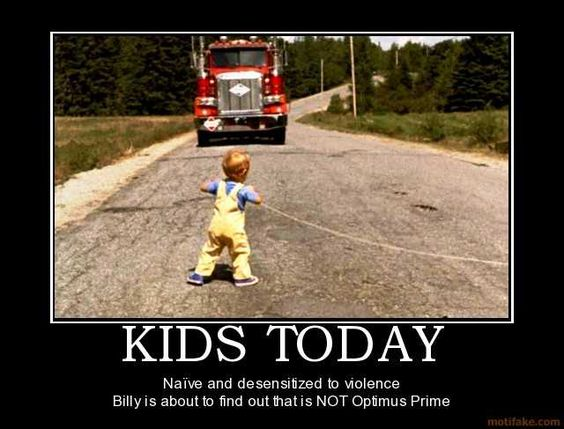 KIDS TODAY
Naïve and desensitized to violence
Billy is about to find out that is NOT Optimus Prime
motifake.com